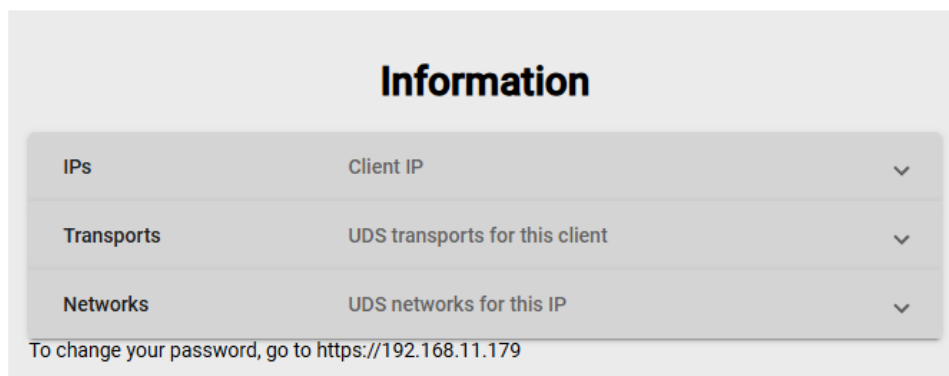 Information
IPs Client IP
Transports UDS transports for this client
Networks UDS networks for this IP
To change your password, go to https://192.168.11.179